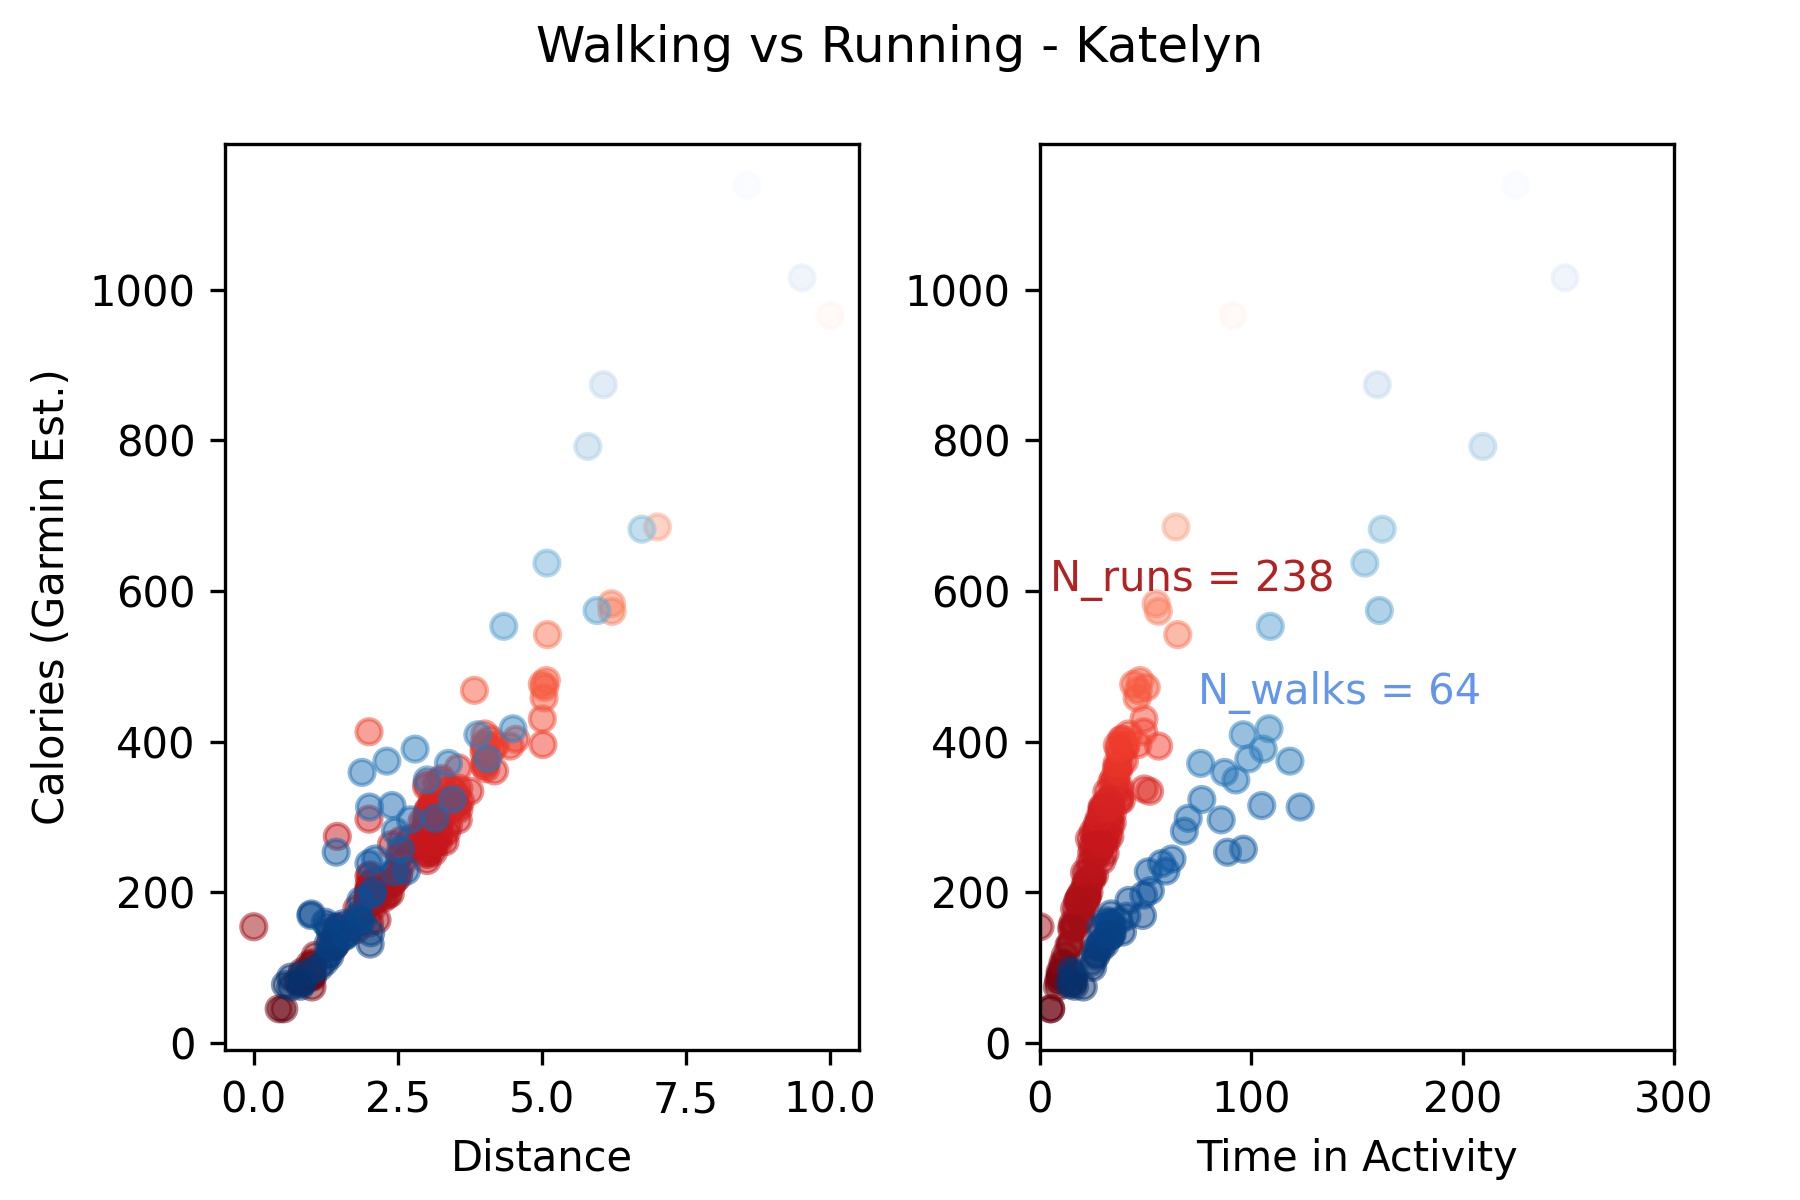 Walking vs Running - Katelyn
Calories (Garmin Est.)
1000
800
600
400
200
0
0.0 2.5 5.0 7.5 10.0
Distance
1000
800
600
400
200
0
N_runs = 238
N_walks = 64
0 100 200 300
Time in Activity